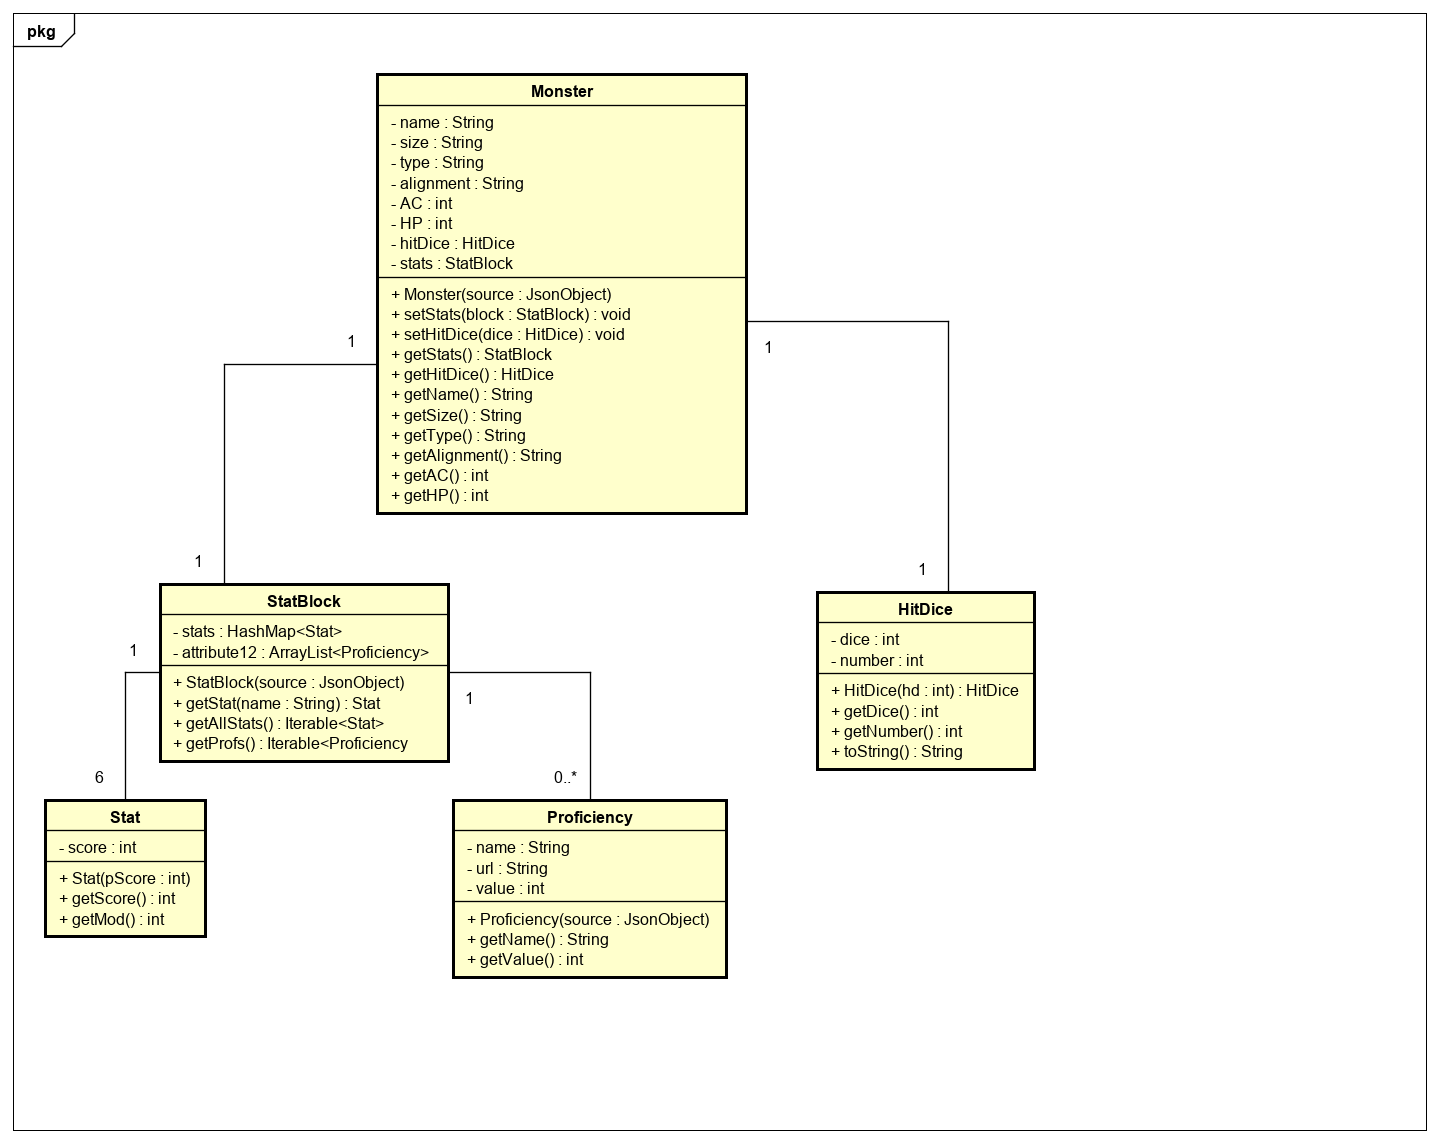 pkg
Monster
- name : String
- size : String
- type : String
- alignment : String
- AC : int
- HP : int
- hitDice : HitDice
- stats : StatBlock
+ Monster(source : JsonObject)
+ setStats(block : StatBlock) : void
+ setHitDice(dice : HitDice) : void
+ getStats() : StatBlock
+ getHitDice() : HitDice
+ getName() : String
+ getSize() : String
+ getType() : String
+ getAlignment() : String
+ getAC() : int
+ getHP() : int
1
1
1
1
StatBlock
- stats : HashMap<Stat>
- attribute12 : ArrayList<Proficiency>
+ StatBlock(source : JsonObject)
+ getStat(name : String) : Stat
+ getAllStats() : Iterable<Stat>
+ getProfs() : Iterable<Proficiency
HitDice
- dice : int
- number : int
+ HitDice(hd : int) : HitDice
+ getDice() : int
+ getNumber() : int
+ toString() : String
1
1
6
0..*
Stat
- score : int
+ Stat(pScore : int)
+ getScore() : int
+ getMod() : int
Proficiency
- name : String
- url : String
- value : int
+ Proficiency(source : JsonObject)
+ getName() : String
+ getValue() : int